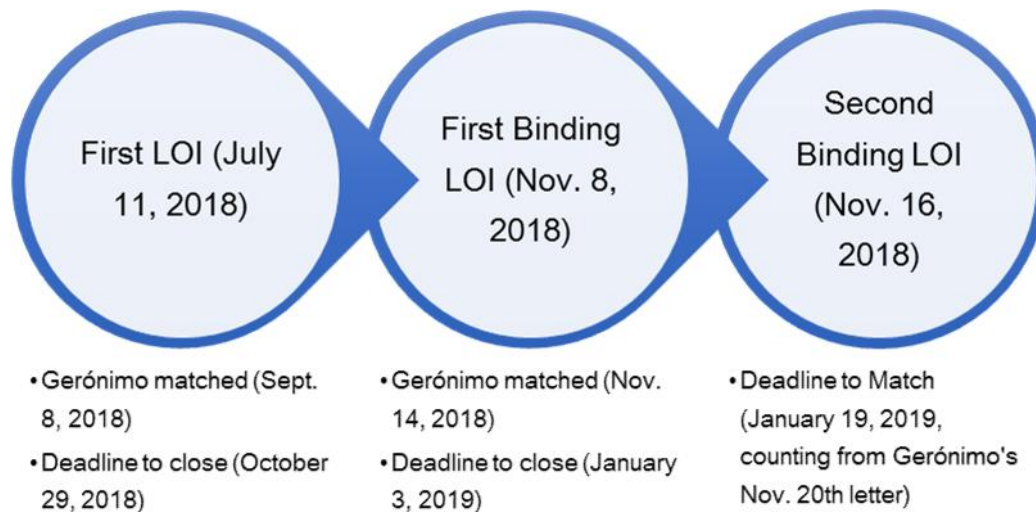 First LOI (July
11, 2018)
First Binding
LOI (Nov. 8,
2018)
Second
Binding LOI
(Nov. 16,
2018)
•Gerónimo matched (Sept.
8, 2018)
•Deadline to close (October
29, 2018)
•Gerónimo matched (Nov.
14, 2018)
•Deadline to close (January
3, 2019)
•Deadline to Match
(January 19, 2019,
counting from Gerónimo's
Nov. 20th letter)